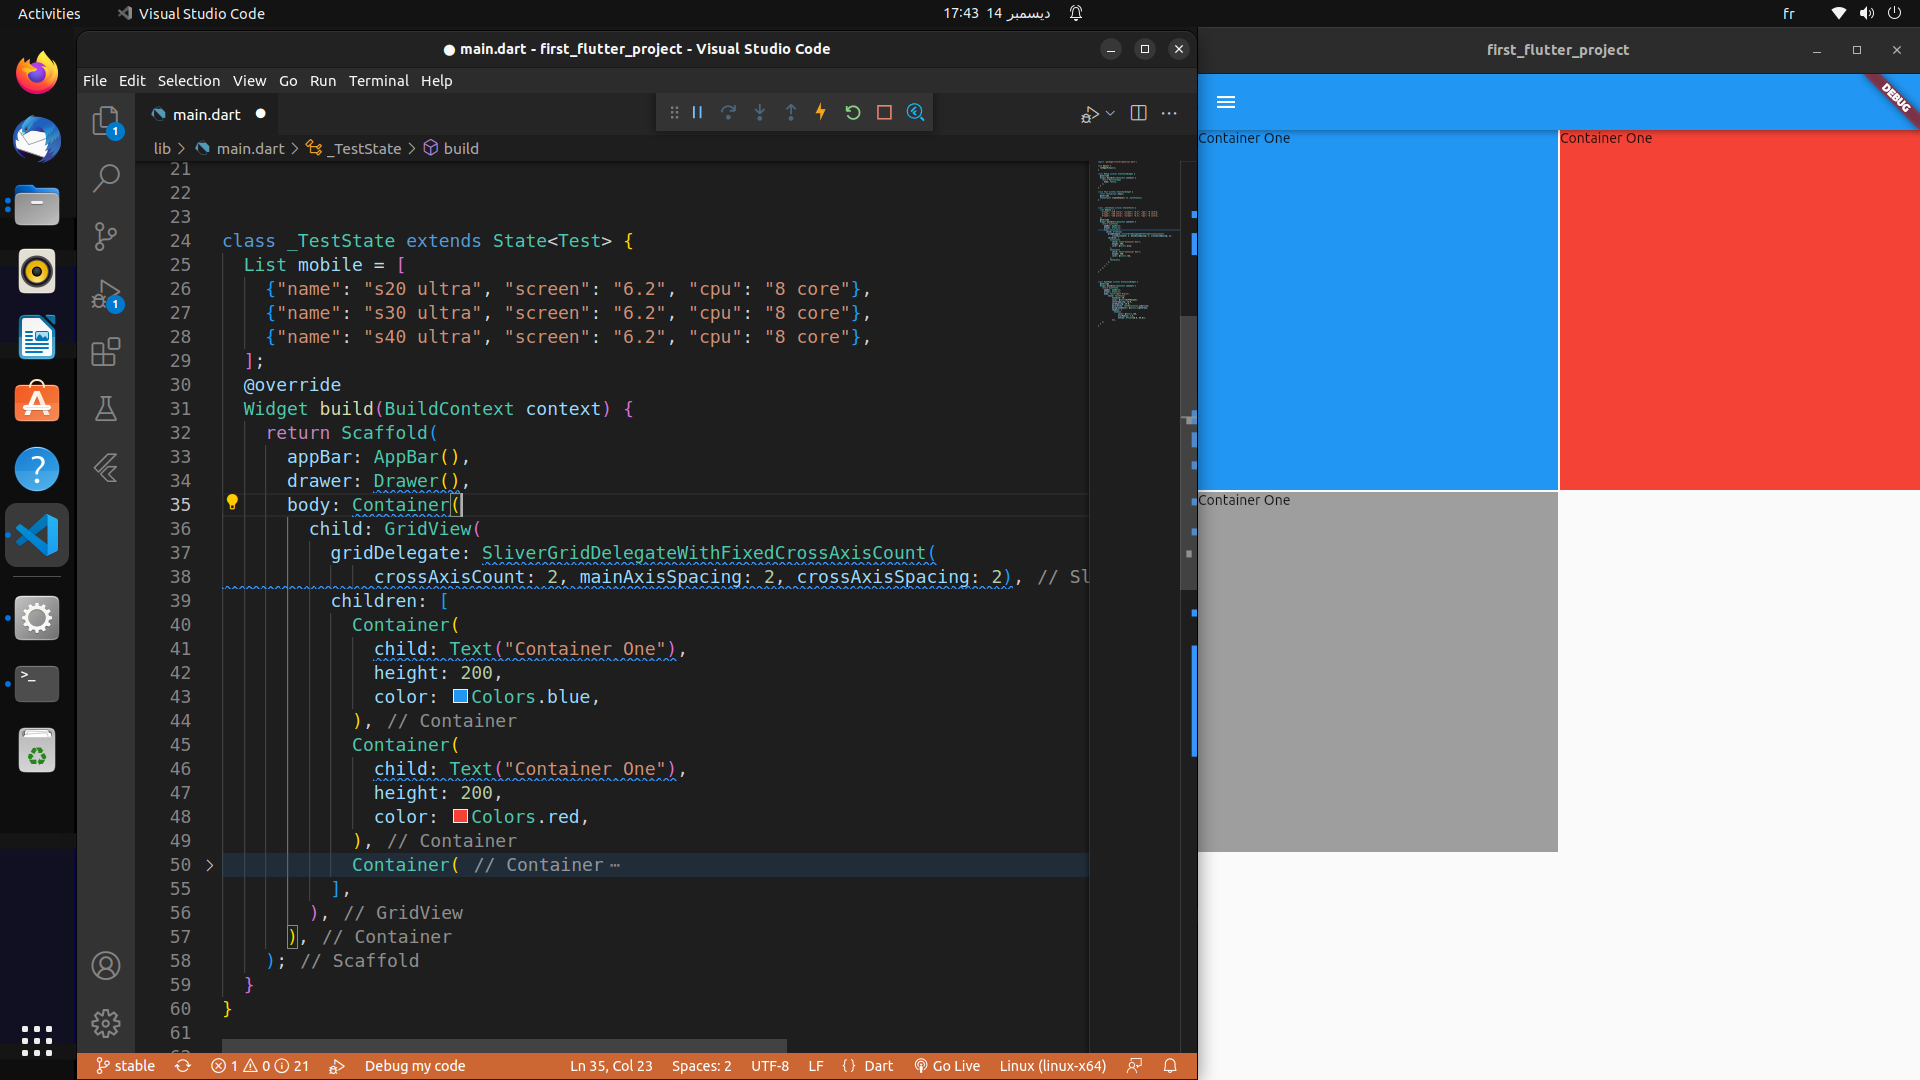 Activities
Visual Studio Code
17:43 14 ديسمبر
fr
● main.dart - first_flutter_project - Visual Studio Code
File Edit Selection View Go Run Terminal Help
main.dart
lib > main.dart > _TestState > build
21
22
23
24 class _TestState extends State<Test> {
25 List mobile = [
26 {"name": "s20 ultra", "screen": "6.2", "cpu": "8 core"},
27 {"name": "s30 ultra", "screen": "6.2", "cpu": "8 core"},
28 {"name": "s40 ultra", "screen": "6.2", "cpu": "8 core"},
29 ];
30 @override
31 Widget build(BuildContext context) {
32 return Scaffold(
33 appBar: AppBar(),
34 drawer: Drawer(),
35 body: Container(
36 child: GridView(
37 gridDelegate: SliverGridDelegateWithFixedCrossAxisCount(
38 crossAxisCount: 2, mainAxisSpacing: 2, crossAxisSpacing: 2), // Sl
39 children: [
40 Container(
41 child: Text("Container One"),
42 height: 200,
43 color: Colors.blue,
44 ), // Container
45 Container(
46 child: Text("Container One"),
47 height: 200,
48 color: Colors.red,
49 ), // Container
50 Container( // Container ⋯
55 ],
56 ), // GridView
57 ), // Container
58 ); // Scaffold
59 }
60 }
61
1
1
stable 1 0 21 Debug my code Ln 35, Col 23 Spaces: 2 UTF-8 LF {} Dart Go Live Linux (linux-x64)
first_flutter_project
DEBUG
Container One
Container One
Container One